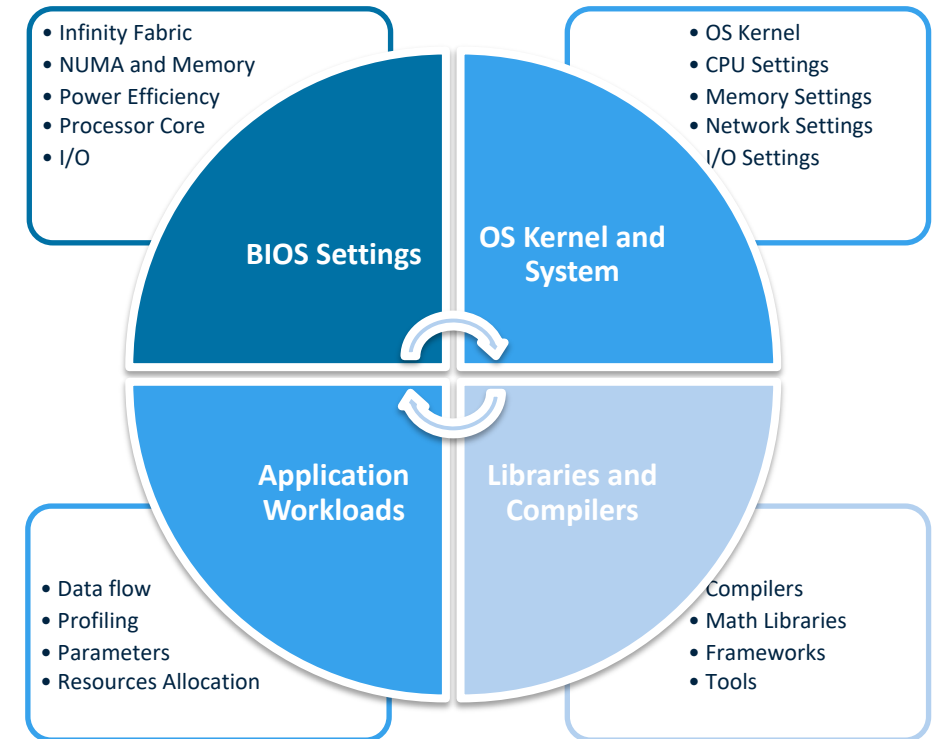 • Infinity Fabric
• NUMA and Memory
• Power Efficiency
• Processor Core
• I/O
• OS Kernel
• CPU Settings
• Memory Settings
• Network Settings
I/O Settings
BIOS Settings
OS Kernel and
System
Application
Workloads
Libraries and
Compilers
• Data flow
• Profiling
• Parameters
• Resources Allocation
Compilers
• Math Libraries
• Frameworks
• Tools